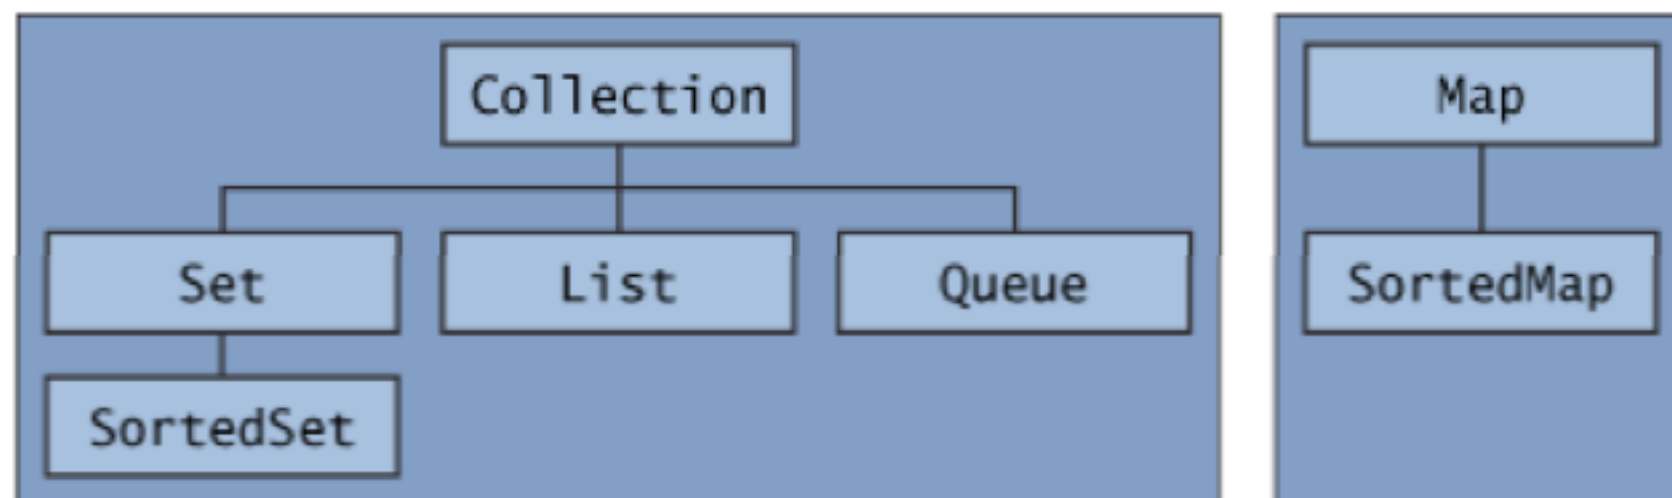 Collection
Map
Set
List
Queue
SortedMap
SortedSet